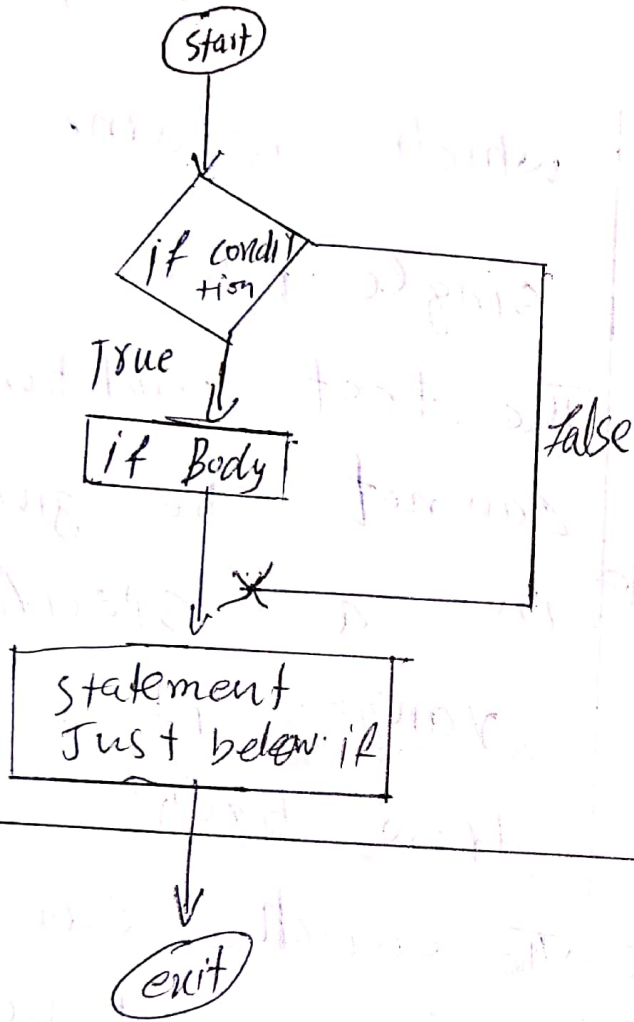 Start
if condi
tion
True
False
if Body
statement
Just below if
exit